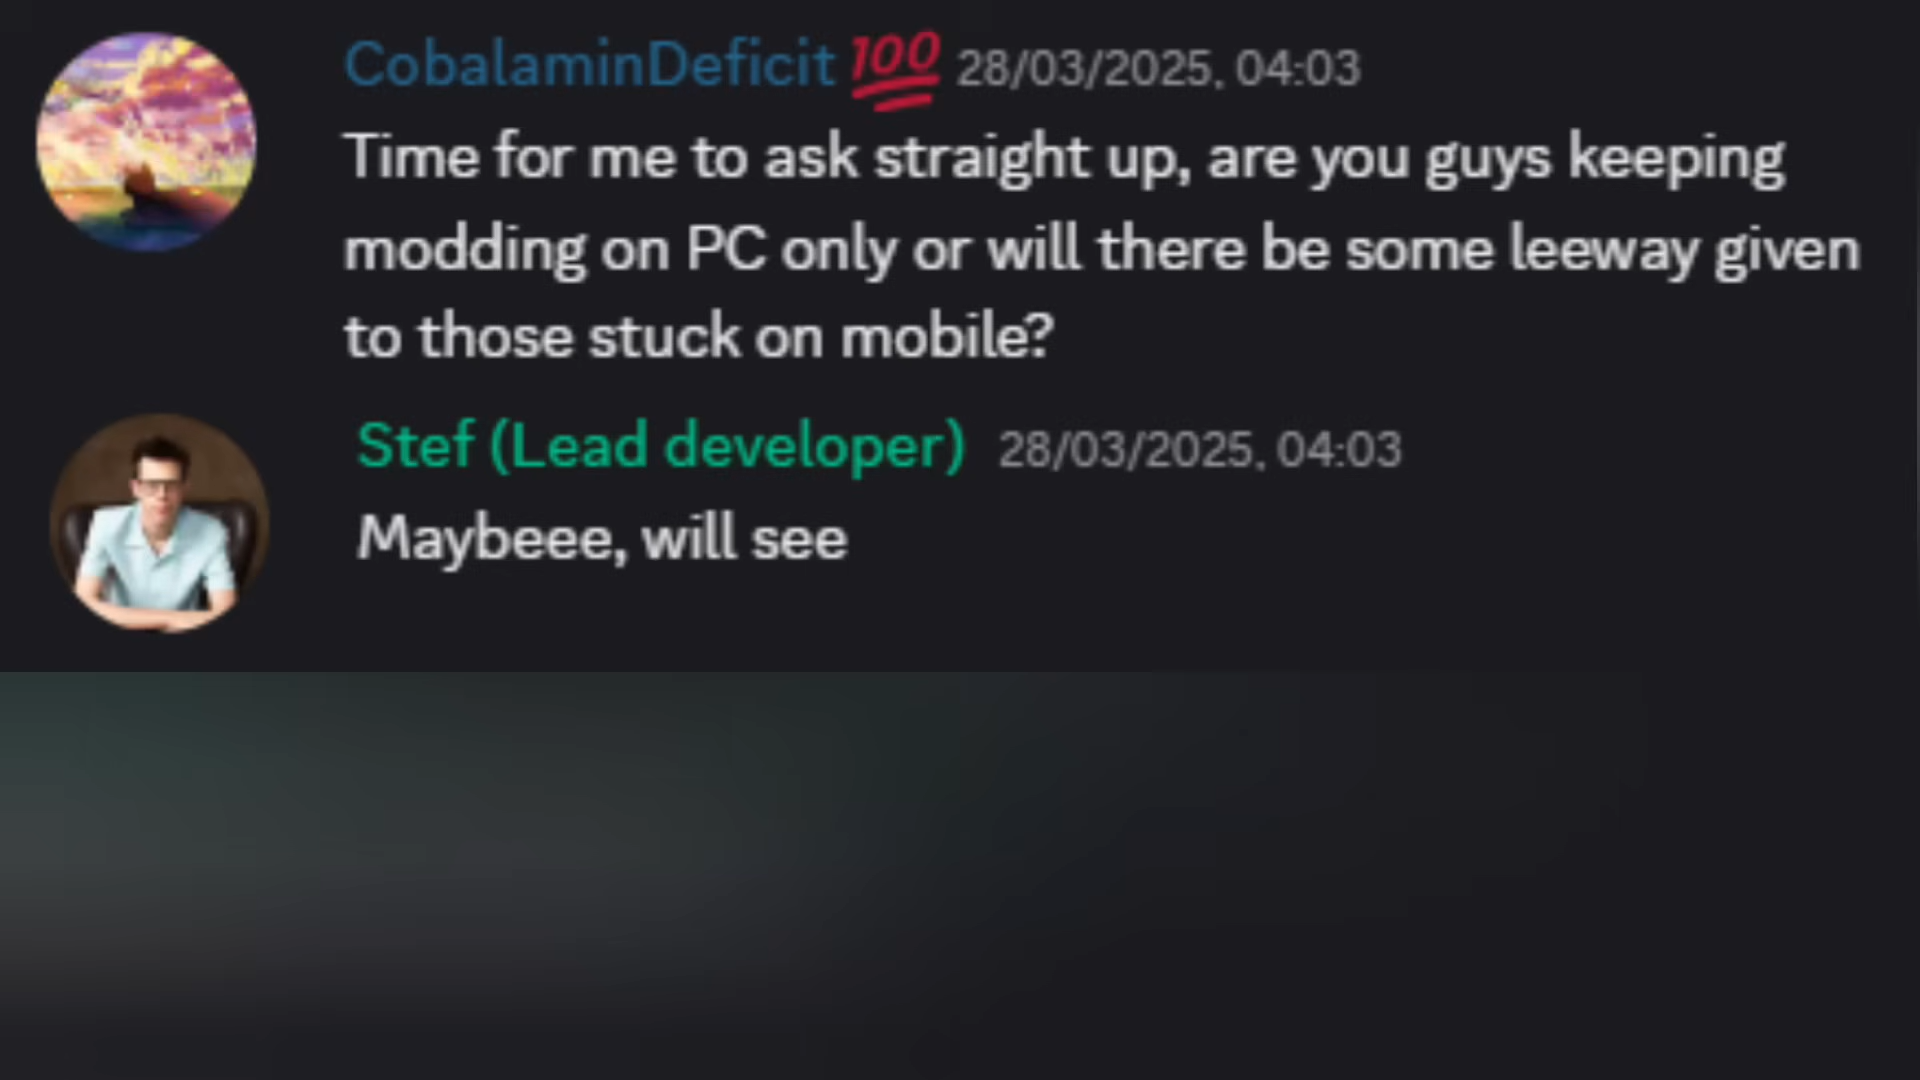 CobalaminDeficit 💯 28/03/2025, 04:03
Time for me to ask straight up, are you guys keeping
modding on PC only or will there be some leeway given
to those stuck on mobile?
Stef (Lead developer) 28/03/2025, 04:03
Maybeee, will see